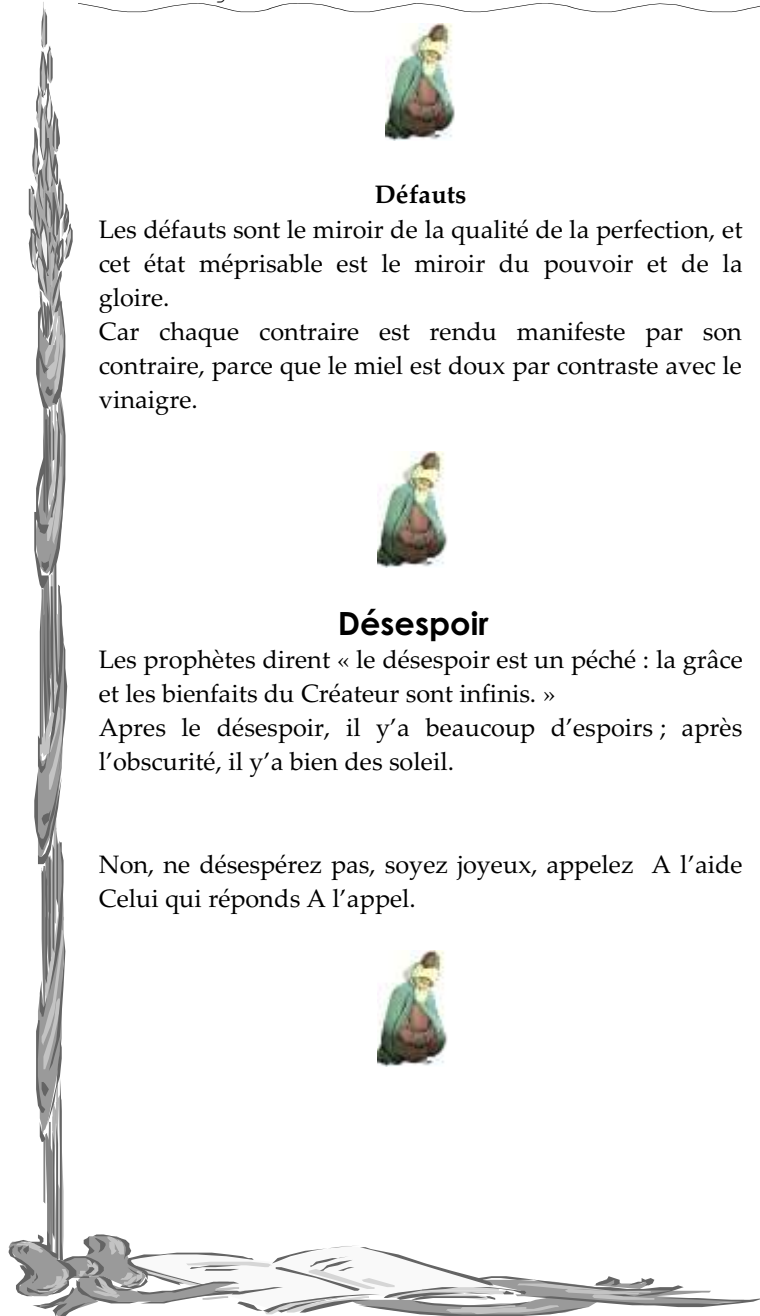 Défauts
Les défauts sont le miroir de la qualité de la perfection, et
cet état méprisable est le miroir du pouvoir et de la
gloire.
Car chaque contraire est rendu manifeste par son
contraire, parce que le miel est doux par contraste avec le
vinaigre.
Désespoir
Les prophètes dirent « le désespoir est un péché : la grâce
et les bienfaits du Créateur sont infinis. »
Apres le désespoir, il y’a beaucoup d’espoirs ; après
l’obscurité, il y’a bien des soleil.
Non, ne désespérez pas, soyez joyeux, appelez A l’aide
Celui qui réponds A l’appel.